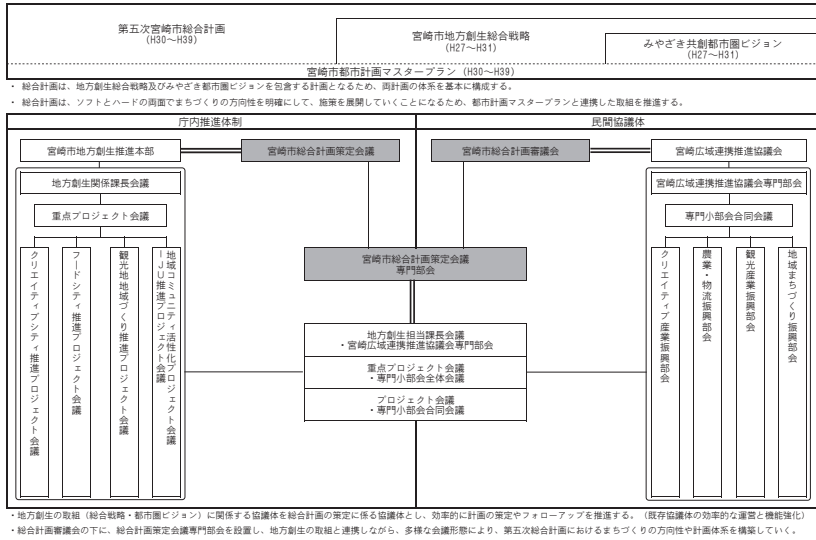 第五次宮崎市総合計画
(H30～H39)
宮崎市地方創生総合戦略
(H27～H31)
みやざき共創都市圏ビジョン
(H27～H31)
宮崎市都市計画マスタープラン (H30～H39)
・ 総合計画は、地方創生総合戦略及びみやざき都市圏ビジョンを包含する計画となるため、両計画の体系を基本に構成する。
・ 総合計画は、ソフトとハードの両面でまちづくりの方向性を明確にして、施策を展開していくことになるため、都市計画マスタープランと連携した取組を推進する。
庁内推進体制
民間協議体
宮崎市地方創生推進本部
宮崎市総合計画策定会議
宮崎市総合計画審議会
宮崎広域連携推進協議会
地方創生関係課長会議
宮崎広域連携推進協議会専門部会
重点プロジェクト会議
専門小部会合同会議
クリエイティブシティ推進プロジェクト会議
フードシティ推進プロジェクト会議
観光地地域づくり推進プロジェクト会議
地域コミュニティ活性化プロジェクト会議
IJU推進プロジェクト会議
宮崎市総合計画策定会議
専門部会
地方創生担当課長会議
・宮崎広域連携推進協議会専門部会
重点プロジェクト会議
・専門小部会全体会議
プロジェクト会議
・専門小部会合同会議
クリエイティブ産業振興部会
農業・物流振興部会
観光産業振興部会
地域まちづくり振興部会
・地方創生の取組（総合戦略・都市圏ビジョン）に関係する協議体を総合計画の策定に係る協議体とし、効率的に計画の策定やフォローアップを推進する。（既存協議体の効率的な運営と機能強化）
・総合計画審議会の下に、総合計画策定会議専門部会を設置し、地方創生の取組と連携しながら、多様な会議形態により、第五次総合計画におけるまちづくりの方向性や計画体系を構築していく。